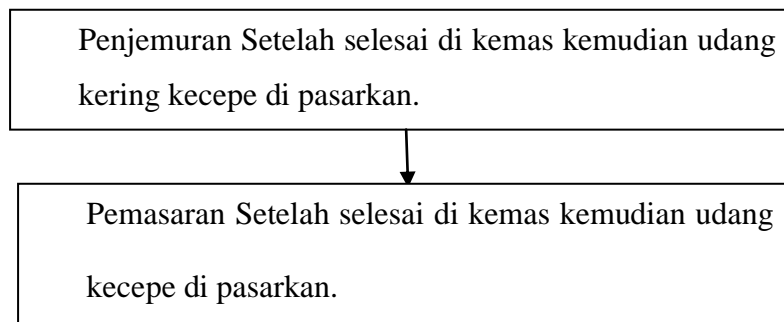 Penjemuran Setelah selesai di kemas kemudian udang
kering kecepe di pasarkan.
Pemasaran Setelah selesai di kemas kemudian udang
kecepe di pasarkan.